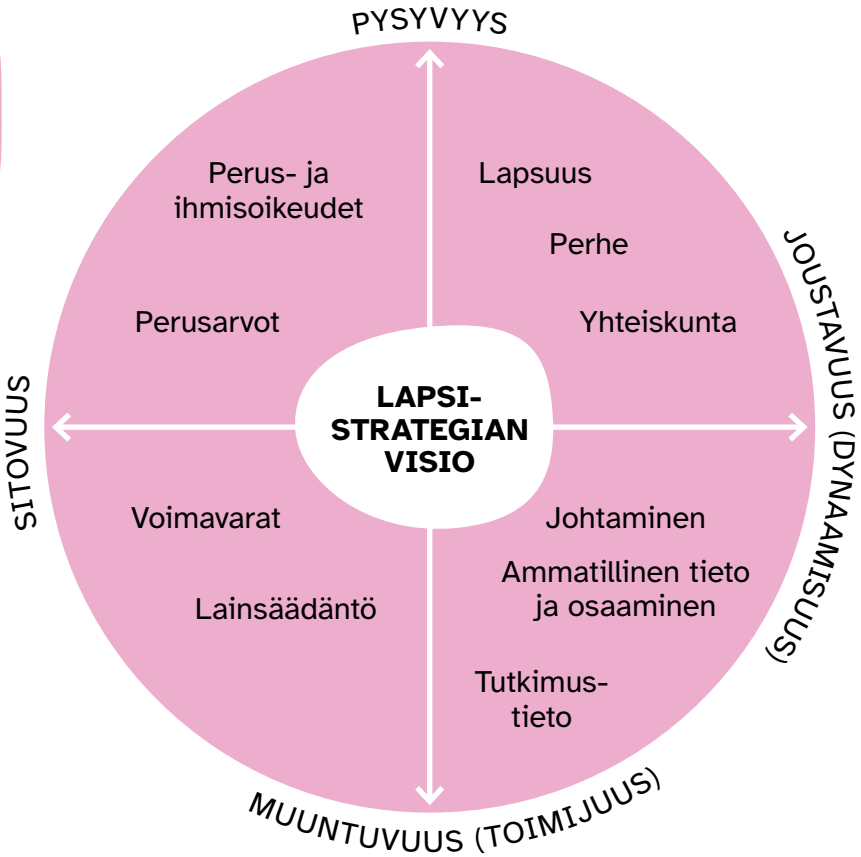 PYSYVYYS
Perus- ja
ihmisoikeudet
Perusarvot
Lapsuus
Perhe
Yhteiskunta
JOUSTAVUUS (DYNAAMISUUS)
SITOVUUS
LAPSI-
STRATEGIAN
VISIO
Voimavarat
Lainsäädäntö
Johtaminen
Ammatillinen tieto
ja osaaminen
Tutkimus-
tieto
MUUNTUVUUS (TOIMIJUUS)